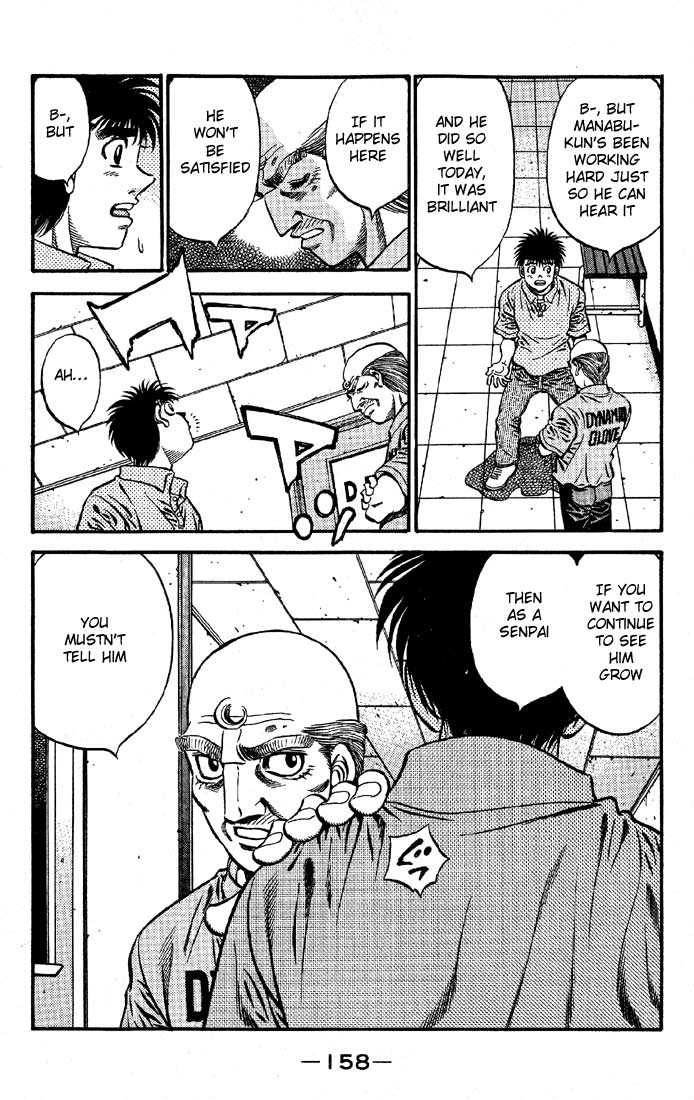 B-, BUT
MANABU-
KUN'S BEEN
WORKING
HARD JUST
SO HE CAN
HEAR IT
AND HE
DID SO
WELL
TODAY,
IT WAS
BRILLIANT
DYNAMI
GLOVE
IF IT
HAPPENS
HERE
HE
WON'T
BE
SATISFIED
B-,
BUT
AH...
D
IF YOU
WANT TO
CONTINUE
TO SEE
HIM
GROW
THEN
AS A
SENPAI
YOU
MUSTN'T
TELL HIM
D
—158—